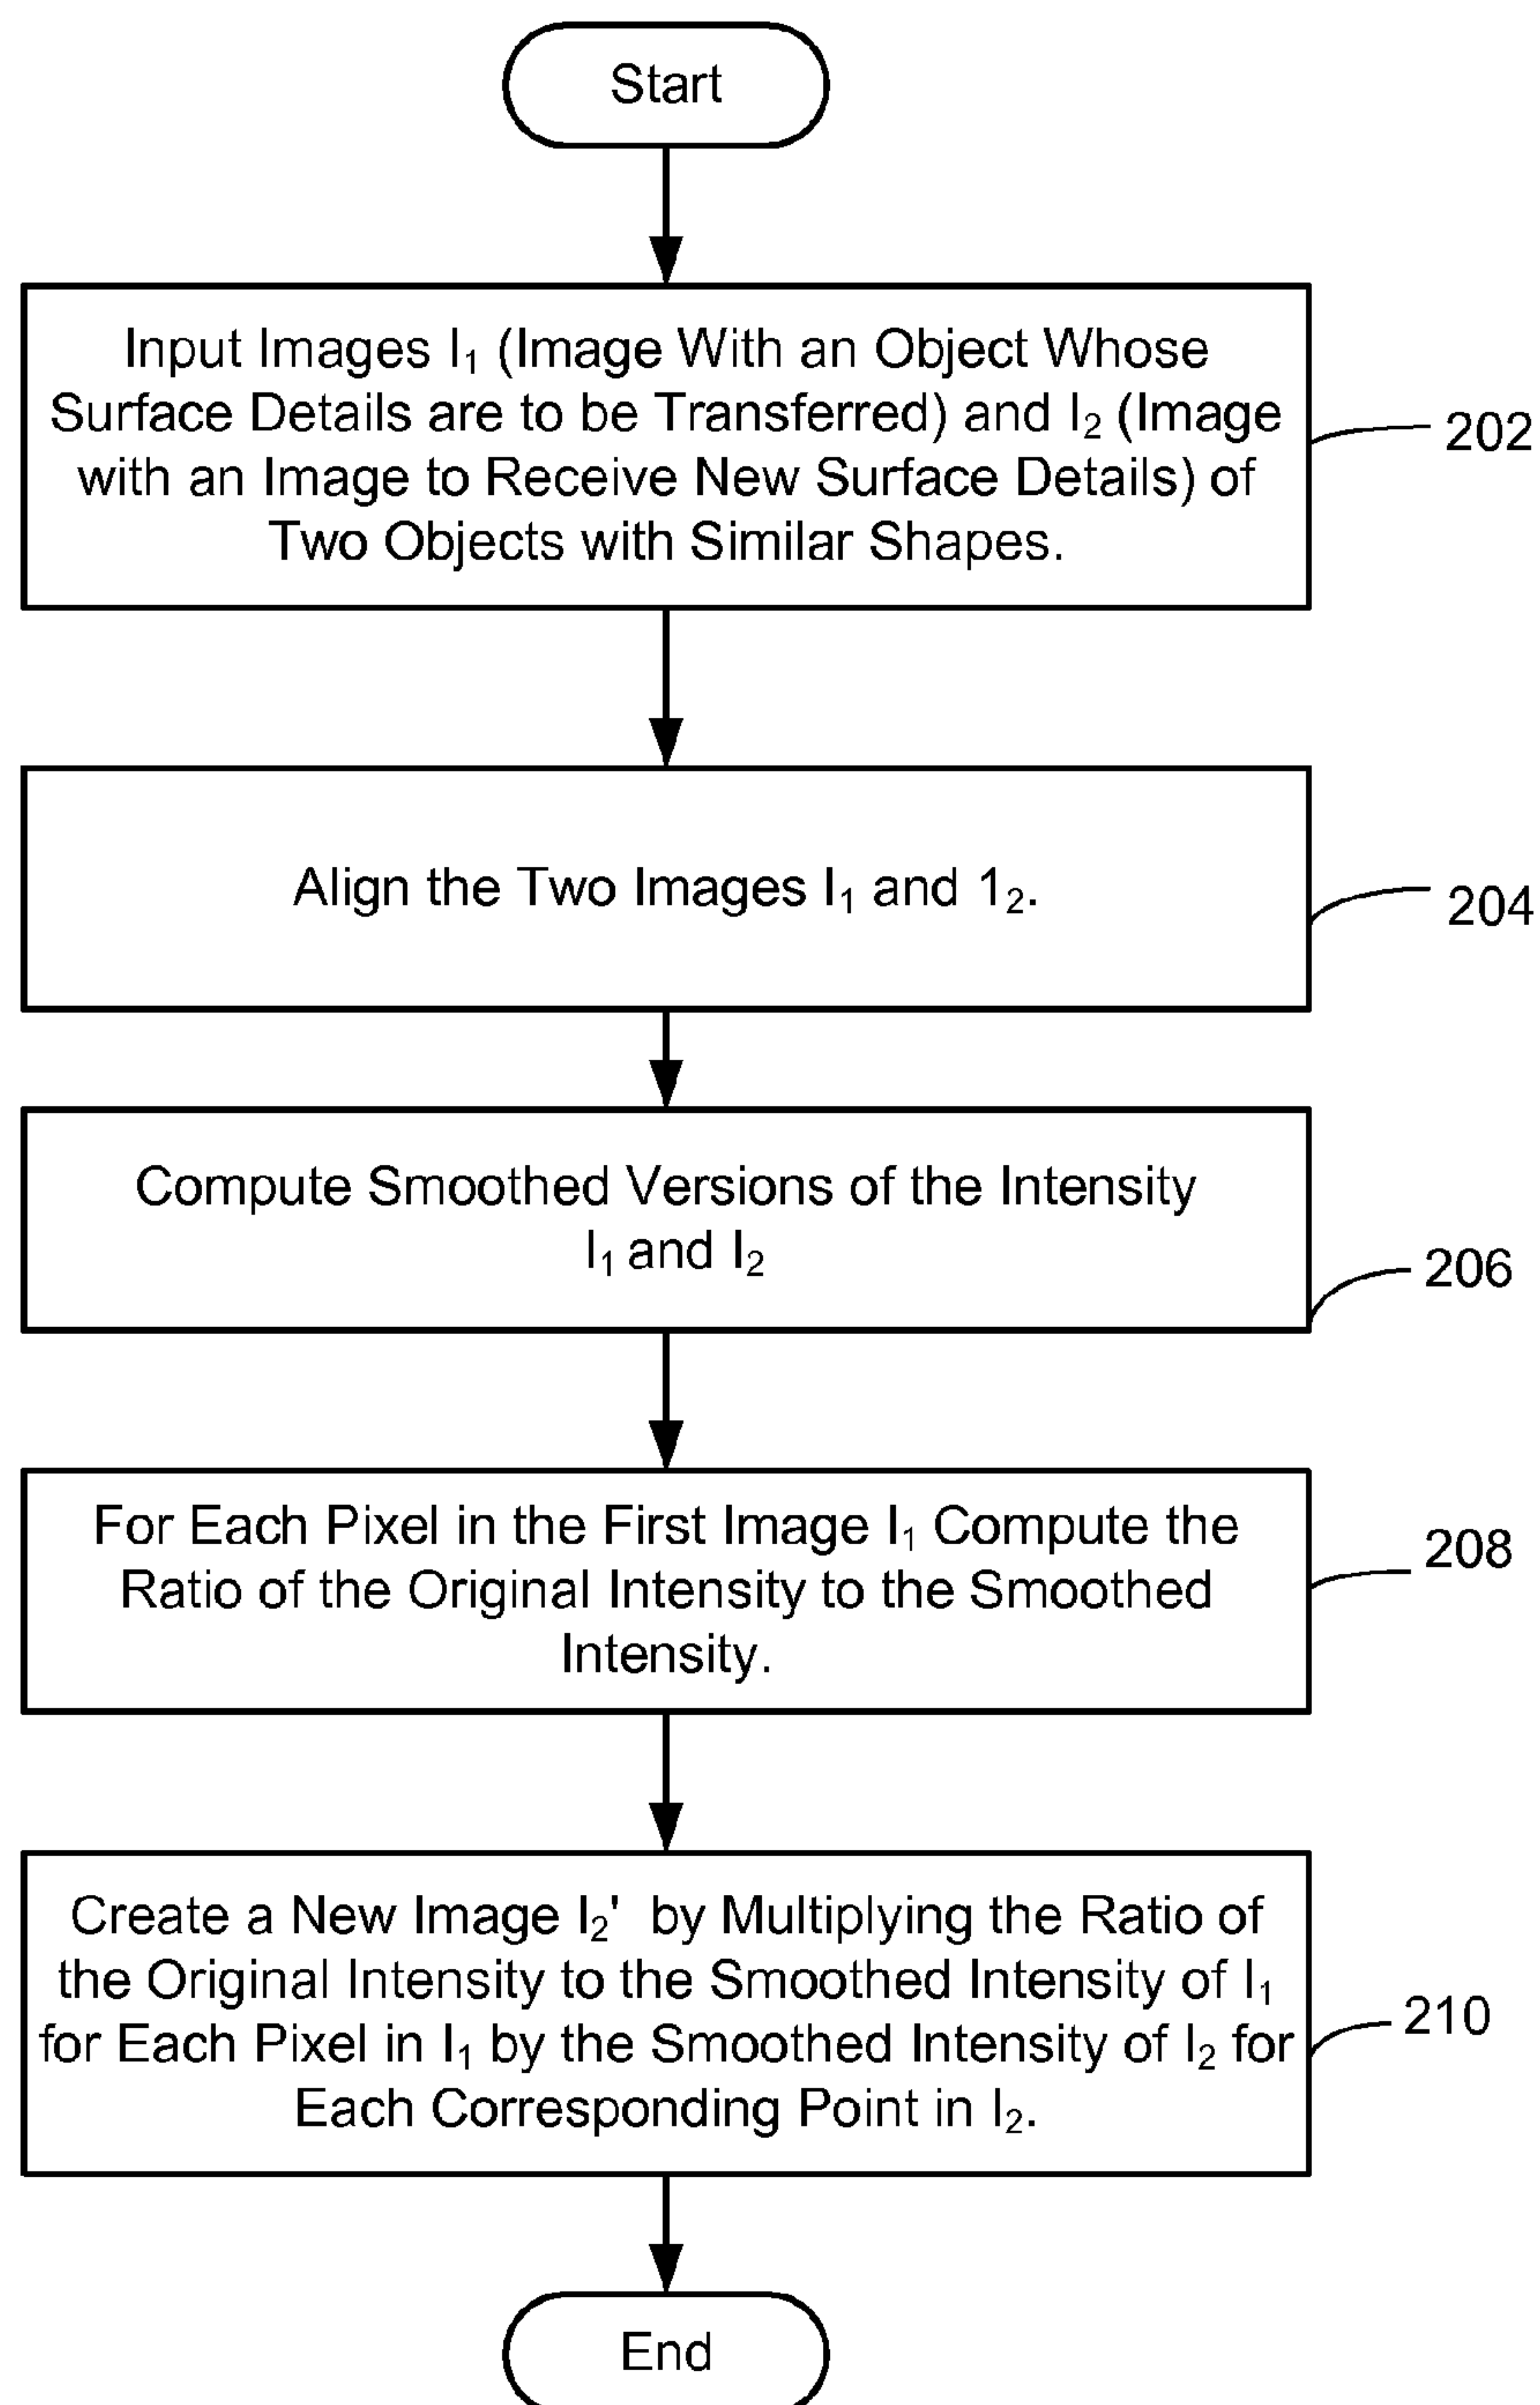 Start
Input Images I₁ (Image With an Object Whose
Surface Details are to be Transferred) and I₂ (Image
with an Image to Receive New Surface Details) of
Two Objects with Similar Shapes.
202
Align the Two Images I₁ and 1₂.
204
Compute Smoothed Versions of the Intensity
I₁ and I₂
206
For Each Pixel in the First Image I₁ Compute the
Ratio of the Original Intensity to the Smoothed
Intensity.
208
Create a New Image I₂' by Multiplying the Ratio of
the Original Intensity to the Smoothed Intensity of I₁
for Each Pixel in I₁ by the Smoothed Intensity of I₂ for
Each Corresponding Point in I₂.
210
End